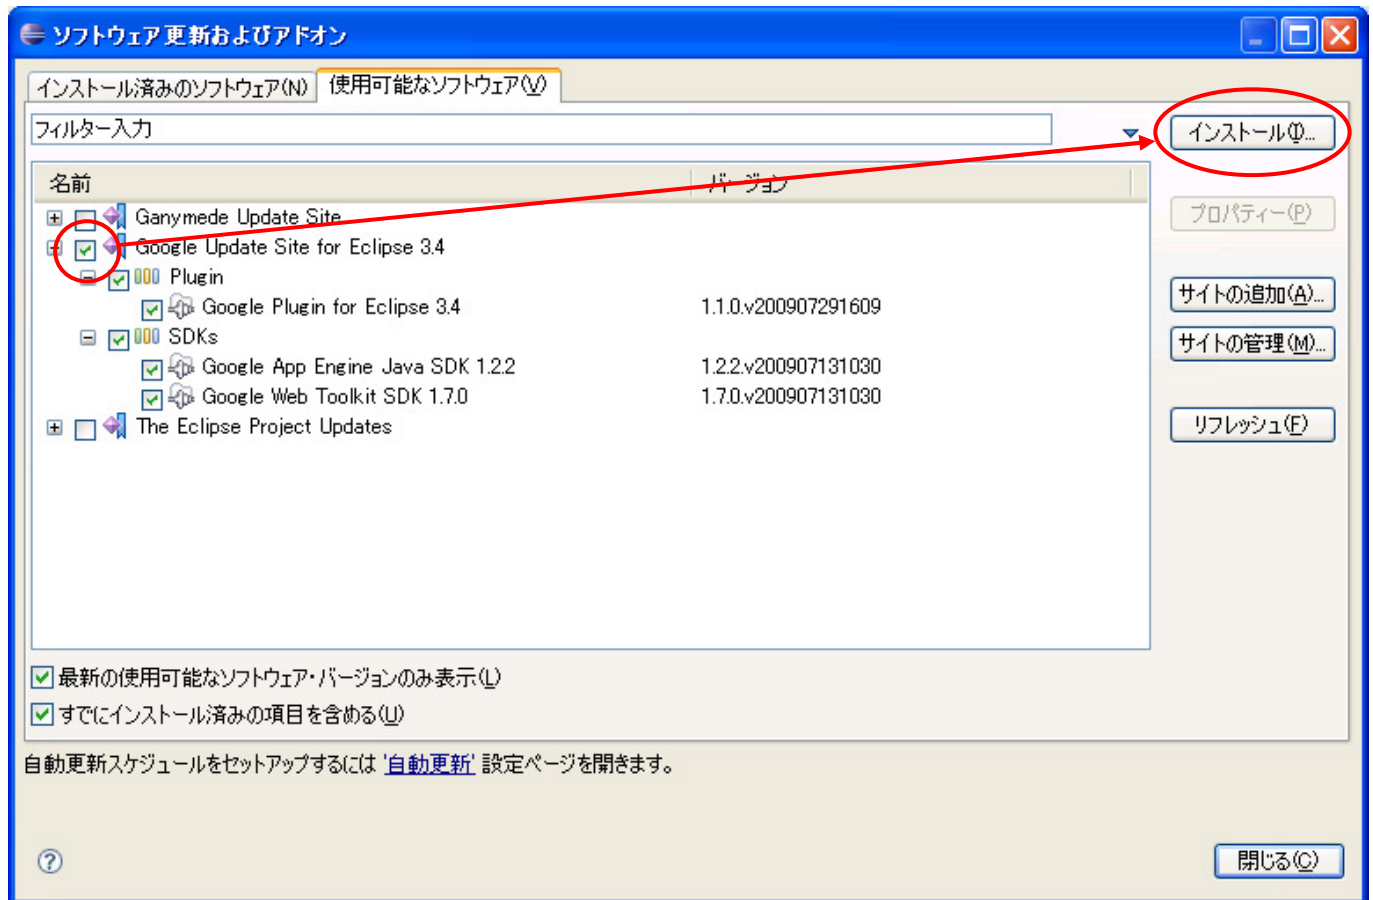 ソフトウェア更新およびアドオン
インストール済みのソフトウェア(N) 使用可能なソフトウェア(V)
フィルター入力
インストール(I)...
名前 バージョン
プロパティー(P)
Ganymede Update Site
Google Update Site for Eclipse 3.4
Plugin
サイトの追加(A)...
Google Plugin for Eclipse 3.4 1.1.0.v200907291609
SDKs
サイトの管理(M)...
Google App Engine Java SDK 1.2.2 1.2.2.v200907131030
Google Web Toolkit SDK 1.7.0 1.7.0.v200907131030
The Eclipse Project Updates
リフレッシュ(F)
最新の使用可能なソフトウェア・バージョンのみ表示(L)
すでにインストール済みの項目を含める(U)
自動更新スケジュールをセットアップするには '自動更新' 設定ページを開きます。
?
閉じる(C)